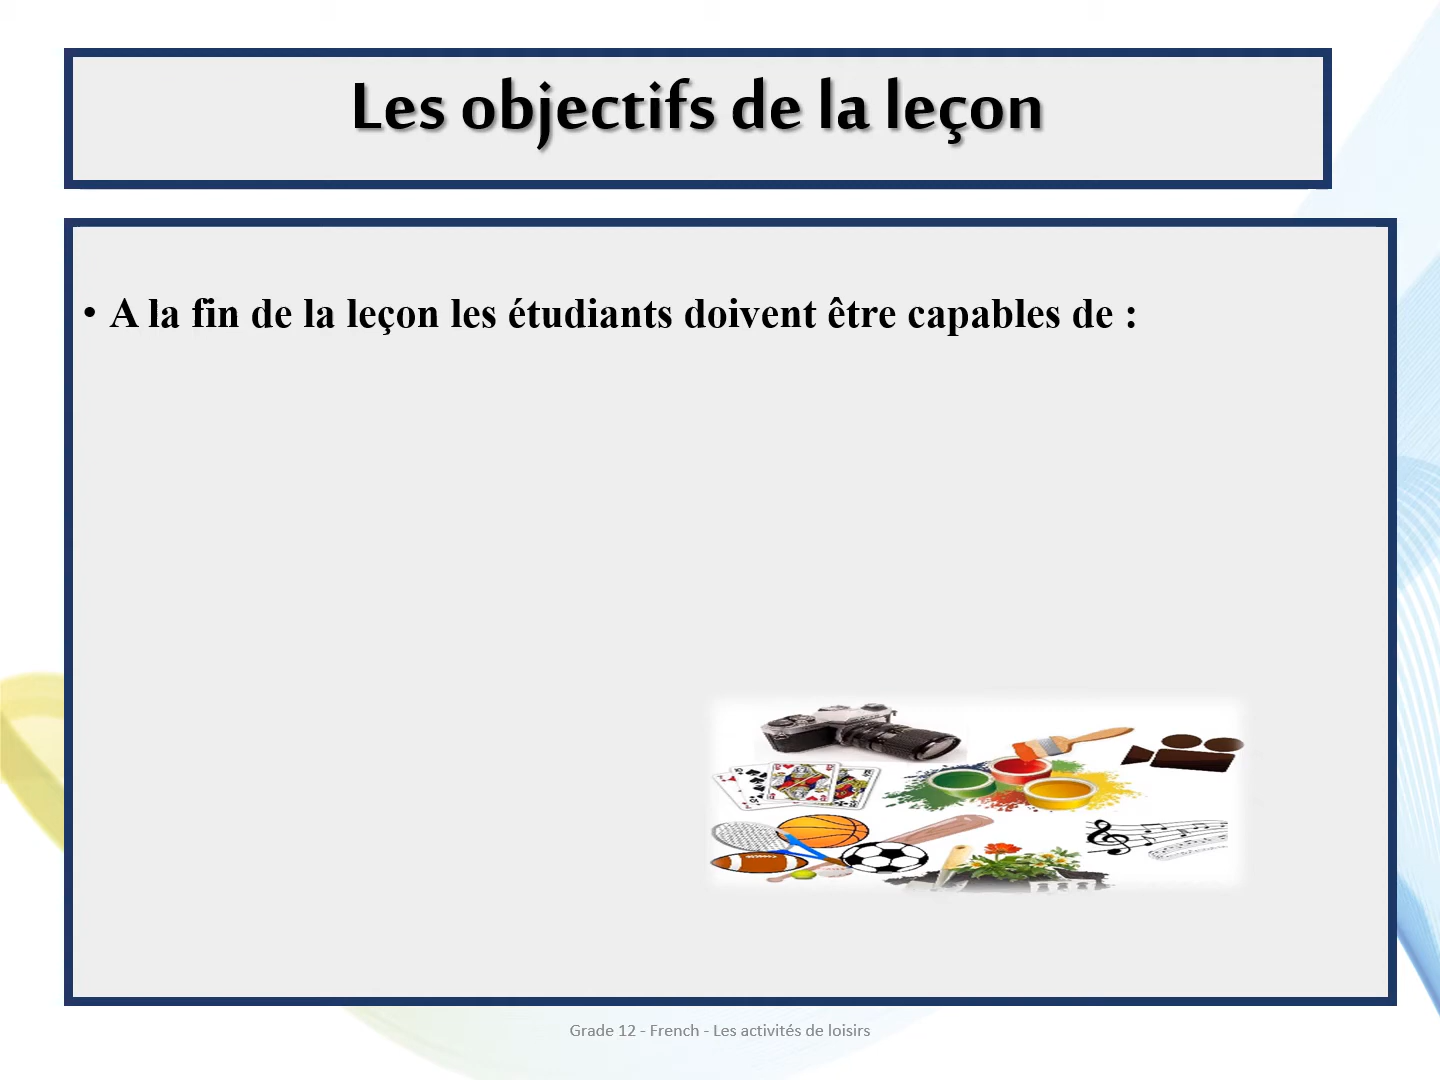 Les objectifs de la leçon
• A la fin de la leçon les étudiants doivent être capables de :
Grade 12 - French - Les activités de loisirs